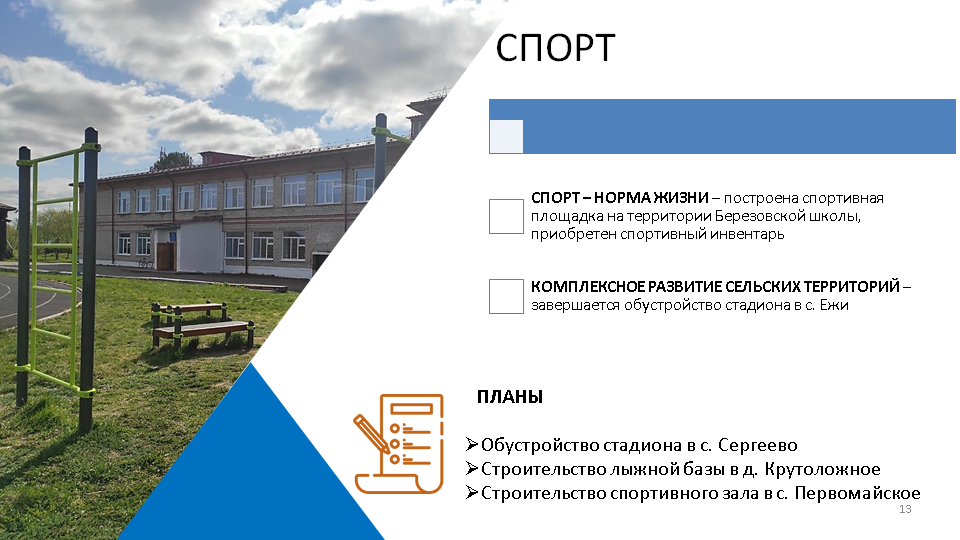 СПОРТ
СПОРТ – НОРМА ЖИЗНИ – построена спортивная
площадка на территории Березовской школы,
приобретен спортивный инвентарь
КОМПЛЕКСНОЕ РАЗВИТИЕ СЕЛЬСКИХ ТЕРРИТОРИЙ –
завершается обустройство стадиона в с. Ежи
ПЛАНЫ
➢Обустройство стадиона в с. Сергеево
➢Строительство лыжной базы в д. Крутоложное
➢Строительство спортивного зала в с. Первомайское
13